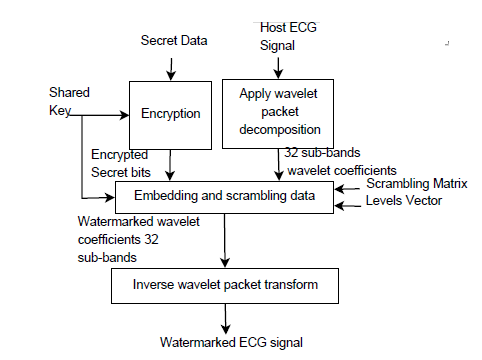 Host ECG
Signal
Secret Data
Shared
Key
Encryption
Apply wavelet
packet
decomposition
Encrypted
Secret bits
32 sub-bands
wavelet coefficients
Embedding and scrambling data
Scrambling Matrix
Levels Vector
Watermarked wavelet
coefficients 32
sub-bands
Inverse wavelet packet transform
Watermarked ECG signal